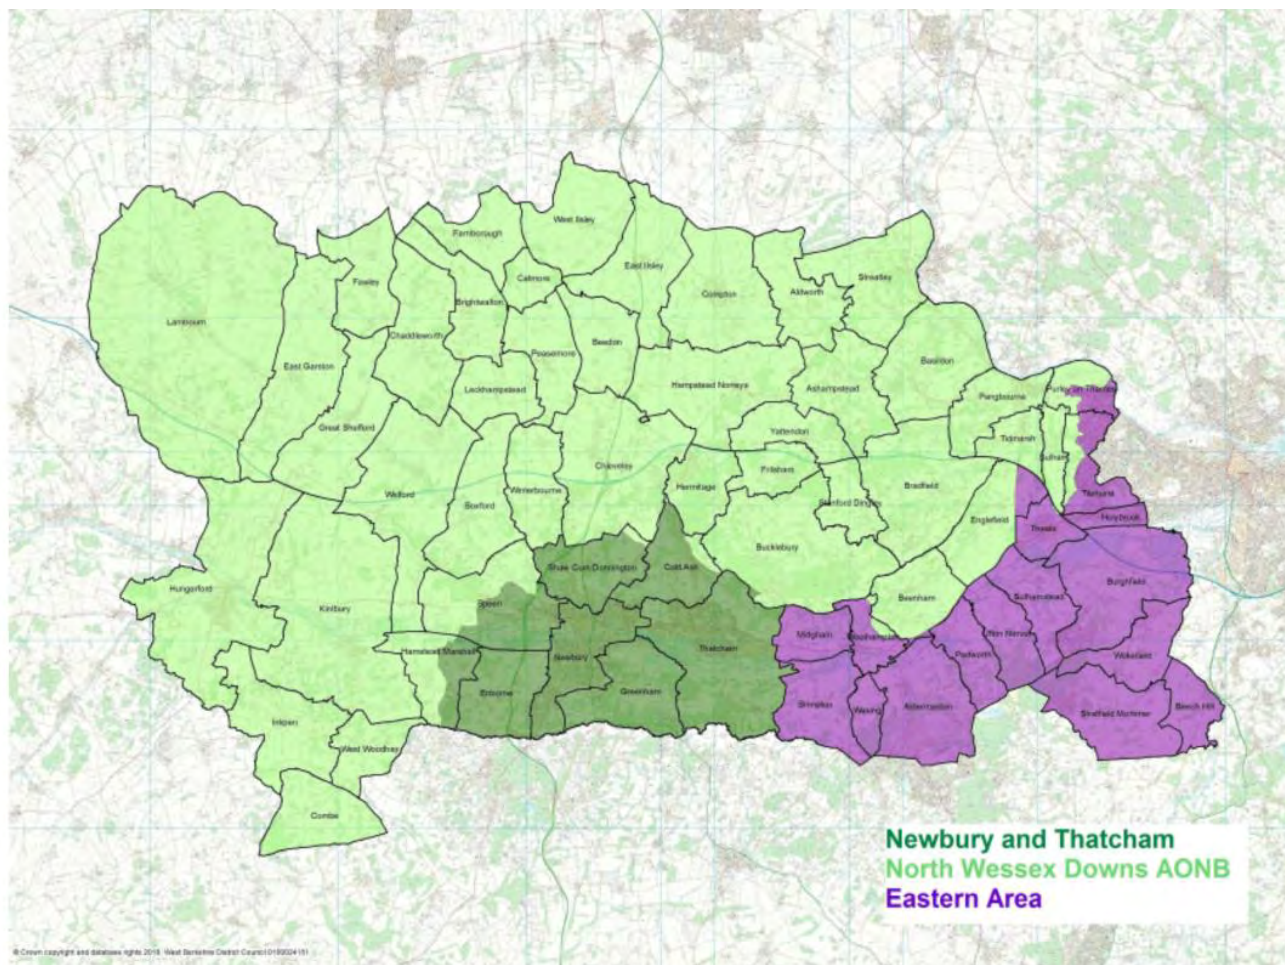 West Ilsley
Farnborough
East Ilsley
Catmore
Fawley
Streatley
Aldworth
Compton
Brightwalton
Lambourn
Chaddleworth
Beedon
Peasemore
East Garston
Basildon
Hampstead Norreys
Ashampstead
Leckhampstead
Pangbourne
Purley on Thames
Great Shefford
Yattendon
Tidmarsh
Sulham
Chieveley
Frilsham
Bradfield
Hermitage
Welford
Winterbourne
Boxford
Stanford Dingley
Tilehurst
Holybrook
Englefield
Theale
Bucklebury
Shaw Cum Donnington
Cold Ash
Burghfield
Hungerford
Beenham
Sulhamstead
Speen
Kintbury
Midgham
Woolhampton
Ufton Nervet
Hamstead Marshall
Thatcham
Padworth
Wokefield
Newbury
Enborne
Greenham
Brimpton
Wasing
Aldermaston
Beech Hill
Stratfield Mortimer
Inkpen
West Woodhay
Combe
Newbury and Thatcham
North Wessex Downs AONB
Eastern Area